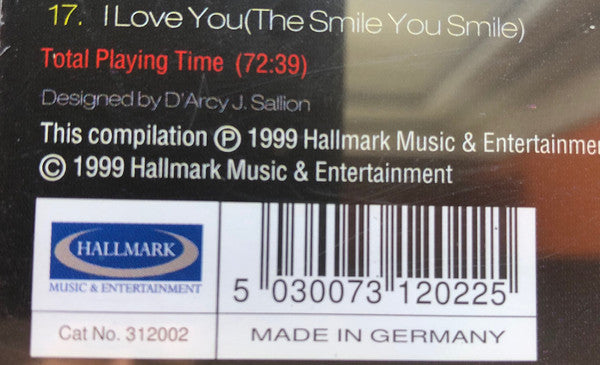 17. I Love You(The Smile You Smile)
Total Playing Time (72:39)
Designed by D'Arcy J. Sallion
This compilation ℗ 1999 Hallmark Music & Entertainme
© 1999 Hallmark Music & Entertainment
HALLMARK
MUSIC & ENTERTAINMENT
Cat No. 312002
5 030073 120225
MADE IN GERMANY